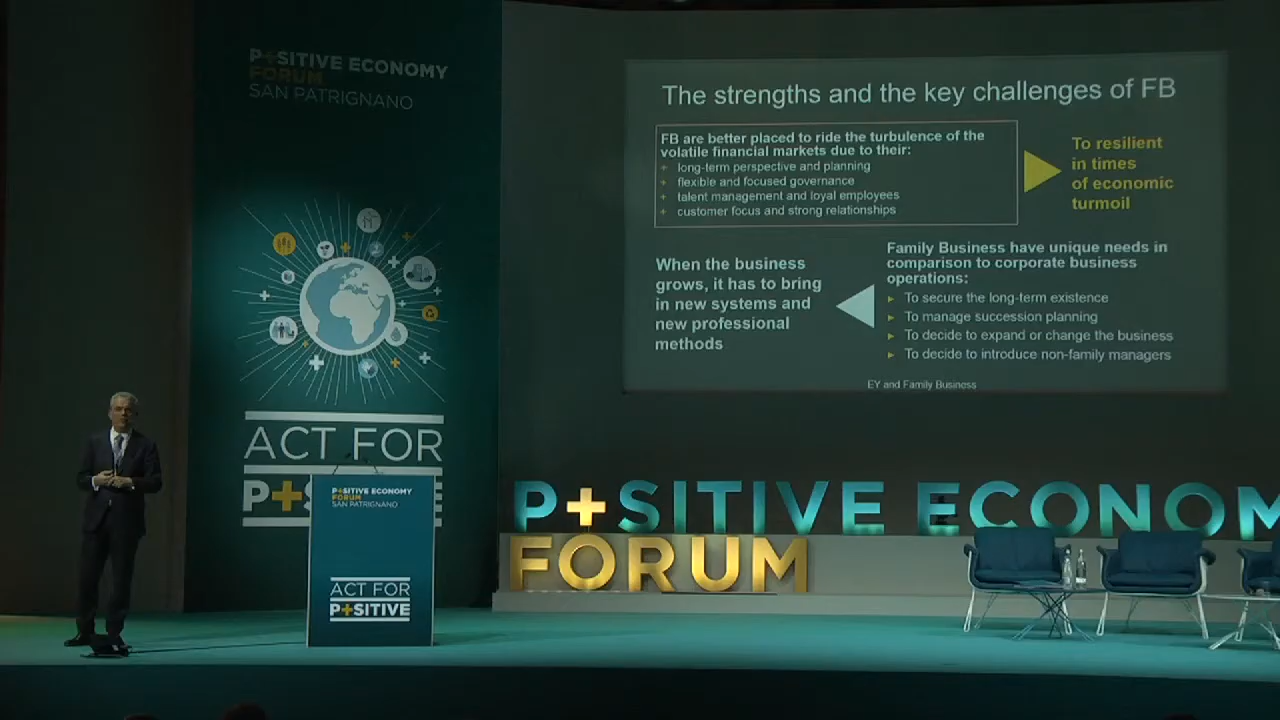 P+SITIVE ECONOMY
FORUM
SAN PATRIGNANO
The strengths and the key challenges of FB
FB are better placed to ride the turbulence of the
volatile financial markets due to their:
+ long-term perspective and planning
+ flexible and focused governance
+ talent management and loyal employees
+ customer focus and strong relationships
To resilient
in times
of economic
turmoil
When the business
grows, it has to bring
in new systems and
new professional
methods
Family Business have unique needs in
comparison to corporate business
operations:
► To secure the long-term existence
► To manage succession planning
► To decide to expand or change the business
► To decide to introduce non-family managers
EY and Family Business
ACT FOR
P+S
P+SITIVE ECONOMY
FORUM
SAN PATRIGNANO
ACT FOR
P+SITIVE
P+SITIVE ECONOM
FORUM